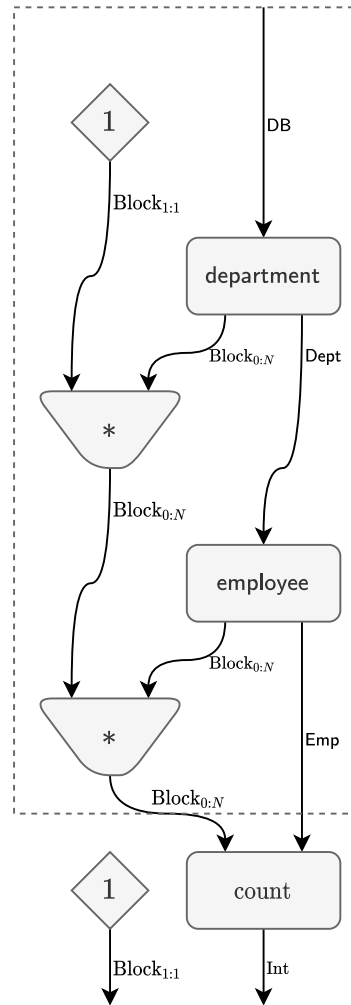 1
DB
Block1:1
department
Block0:N
Dept
*
Block0:N
employee
Block0:N
*
Emp
Block0:N
1
count
Block1:1
Int